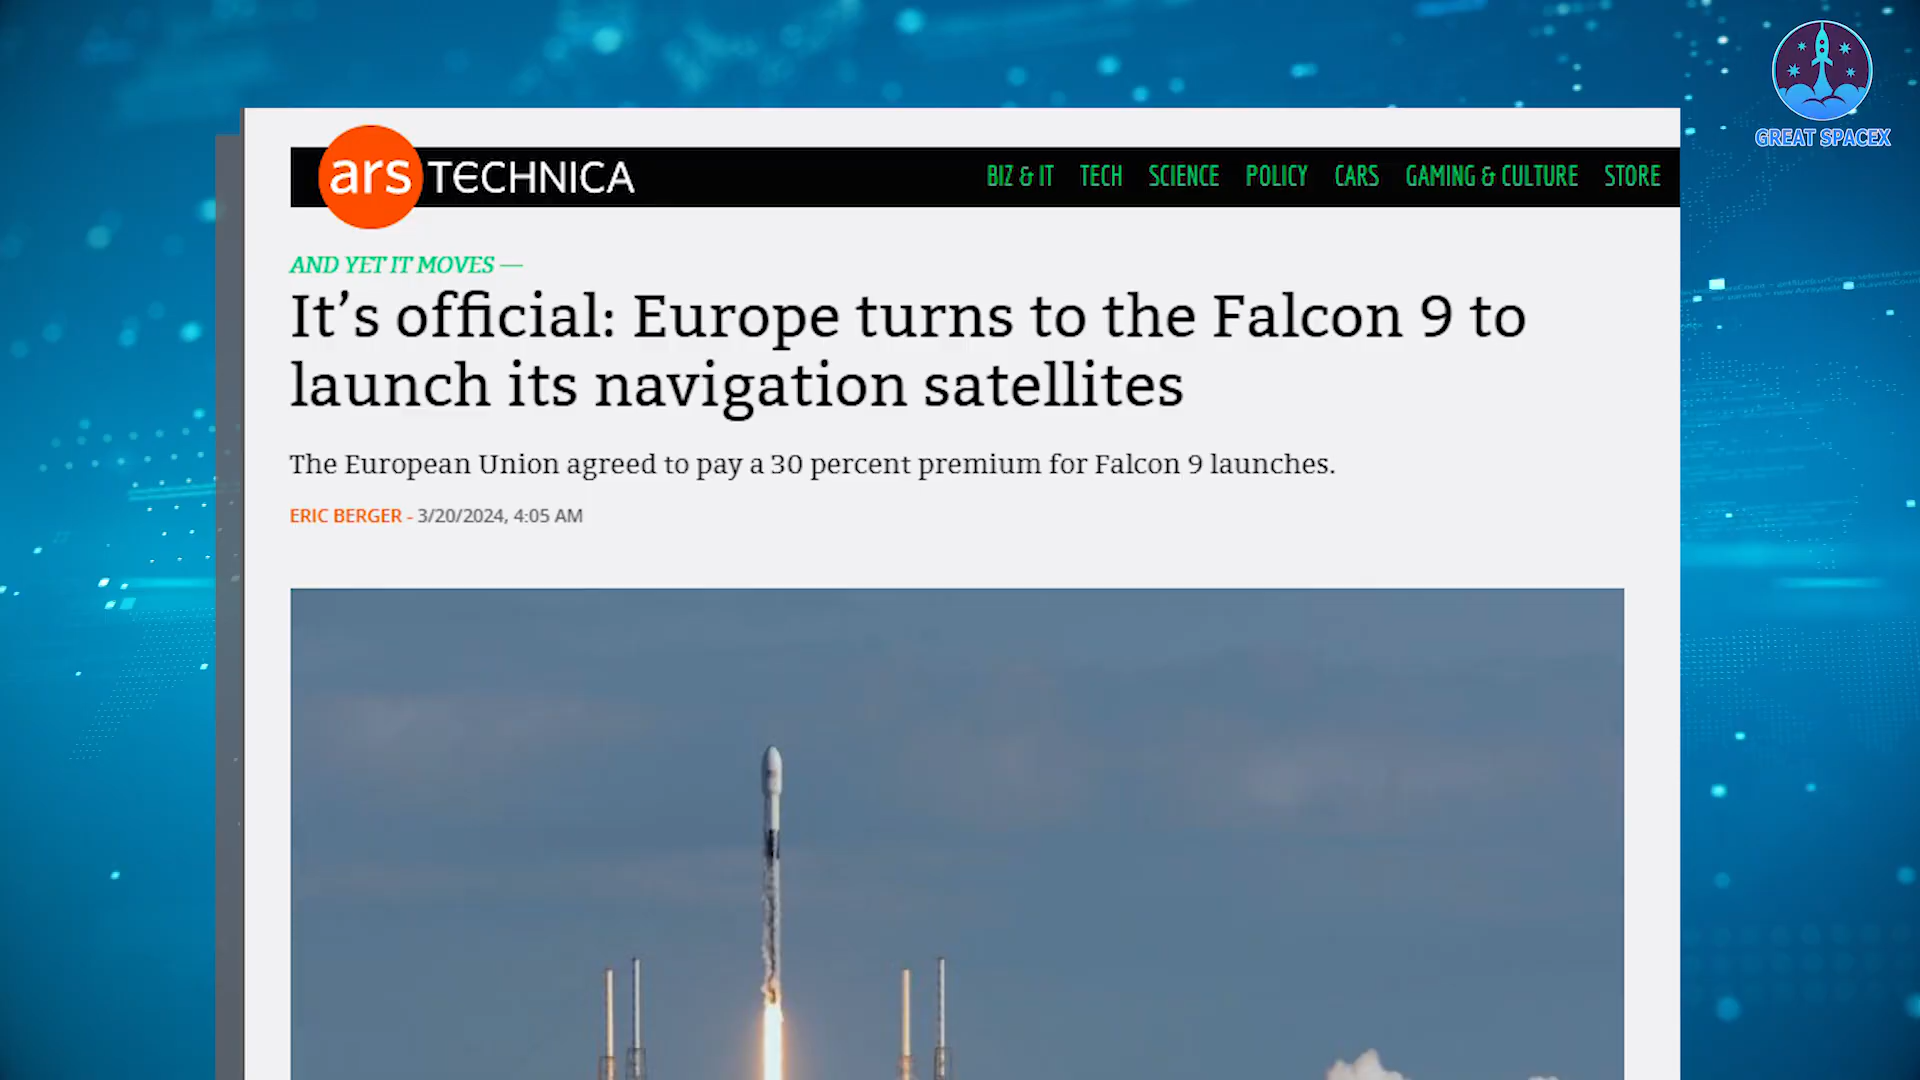 GREAT SPACEX
ars TECHNICA
BIZ & IT TECH SCIENCE POLICY CARS GAMING & CULTURE STORE
AND YET IT MOVES —
It’s official: Europe turns to the Falcon 9 to
launch its navigation satellites
The European Union agreed to pay a 30 percent premium for Falcon 9 launches.
ERIC BERGER - 3/20/2024, 4:05 AM